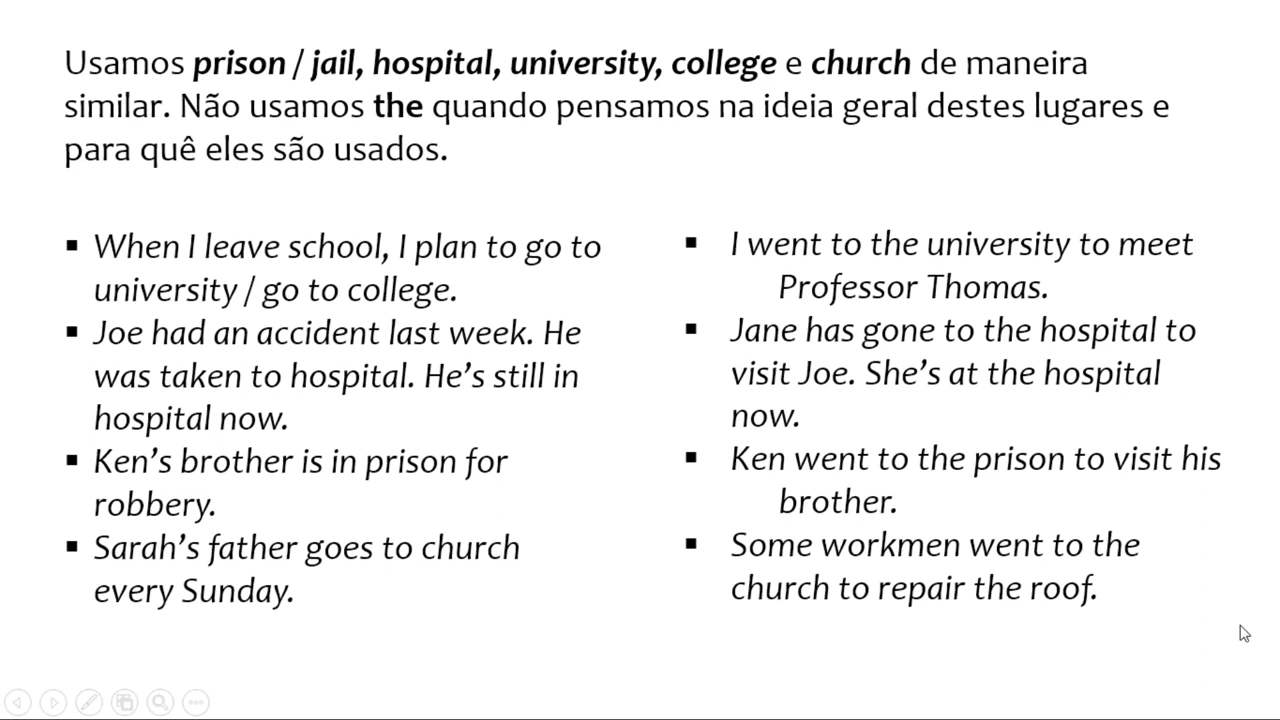 Usamos prison / jail, hospital, university, college e church de maneira
similar. Não usamos the quando pensamos na ideia geral destes lugares e
para quê eles são usados.
▪ When I leave school, I plan to go to
university / go to college.
▪ Joe had an accident last week. He
was taken to hospital. He’s still in
hospital now.
▪ Ken’s brother is in prison for
robbery.
▪ Sarah’s father goes to church
every Sunday.
▪ I went to the university to meet
Professor Thomas.
▪ Jane has gone to the hospital to
visit Joe. She’s at the hospital
now.
▪ Ken went to the prison to visit his
brother.
▪ Some workmen went to the
church to repair the roof.